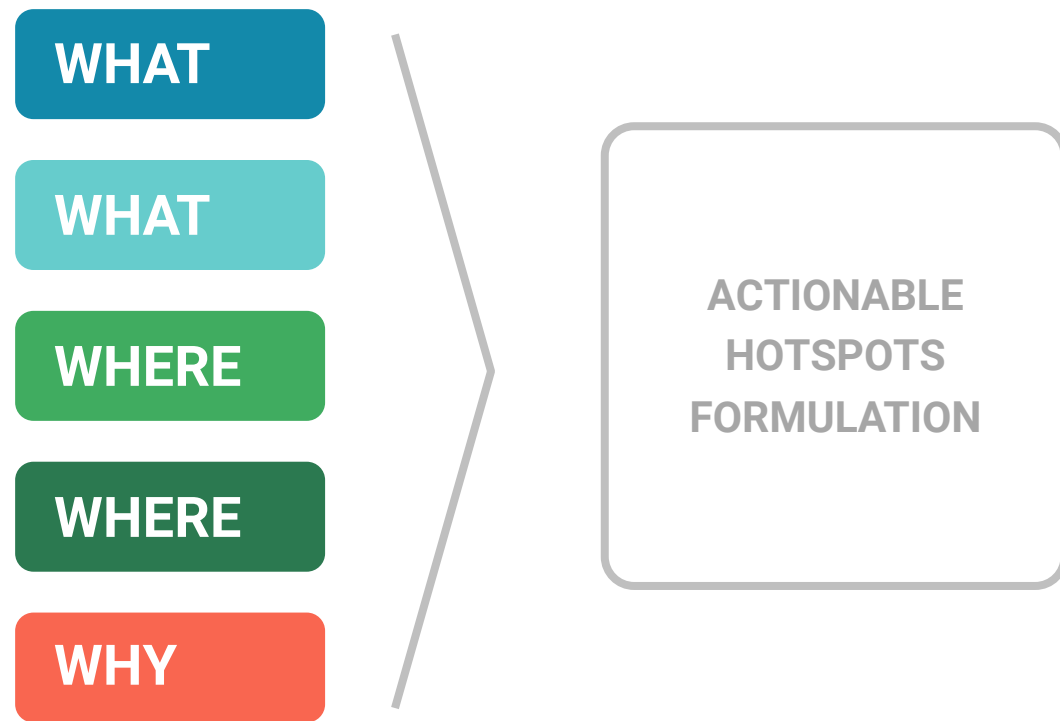 WHAT
WHAT
WHERE
WHERE
WHY
ACTIONABLE
HOTSPOTS
FORMULATION